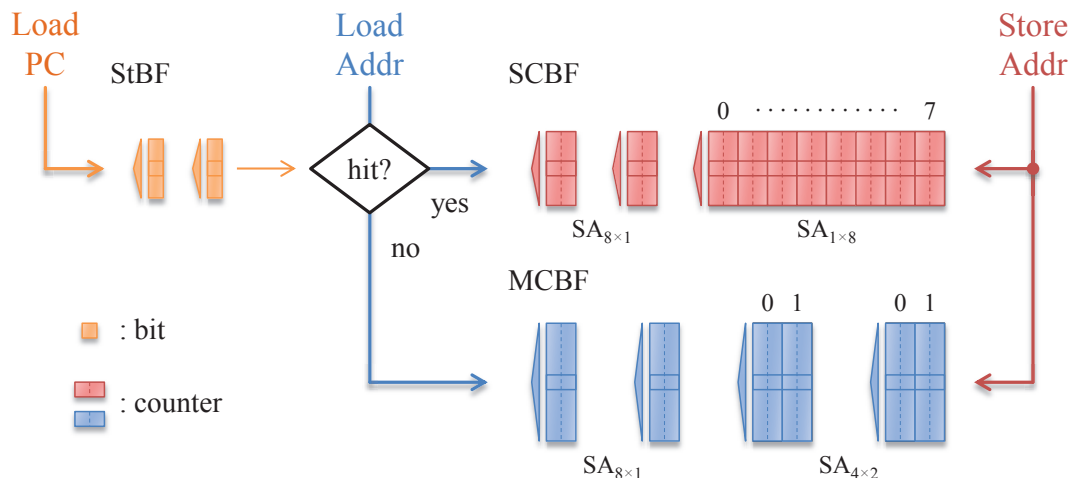 Load
PC
StBF
Load
Addr
SCBF
Store
Addr
0 · · · · · · · · · · · · 7
hit?
yes
no
SA8×1
SA1×8
MCBF
0 1
0 1
: bit
: counter
SA8×1
SA4×2